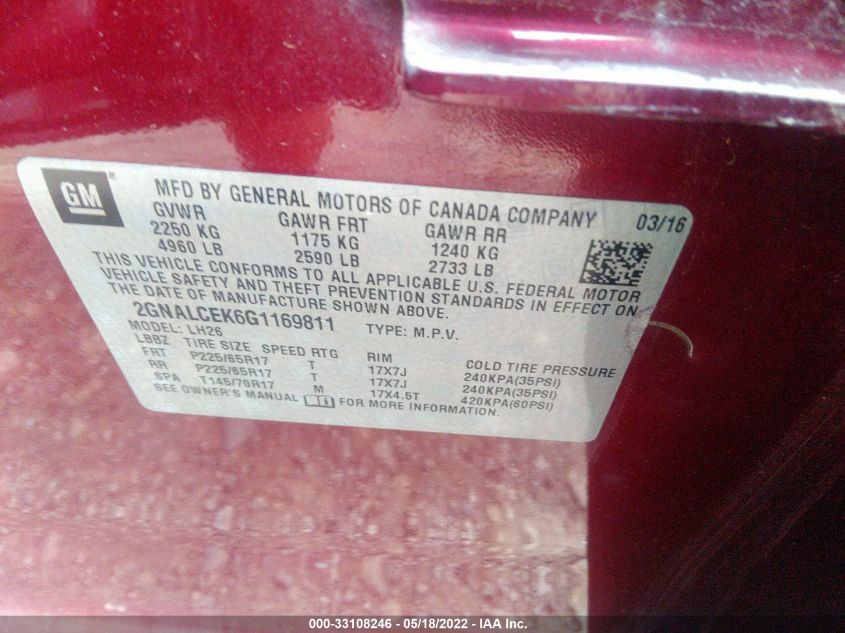 GM ® MFD BY GENERAL MOTORS OF CANADA COMPANY 03/16
GVWR GAWR FRT GAWR RR
2250 KG 1175 KG 1240 KG
4960 LB 2590 LB 2733 LB
THIS VEHICLE CONFORMS TO ALL APPLICABLE U.S. FEDERAL MOTOR
VEHICLE SAFETY AND THEFT PREVENTION STANDARDS IN EFFECT ON
THE DATE OF MANUFACTURE SHOWN ABOVE.
2GNALCEK6G1169811 TYPE: M.P.V.
MODEL: LH26
LBBZ TIRE SIZE SPEED RTG RIM COLD TIRE PRESSURE
FRT P225/65R17 T 17X7J 240KPA(35PSI)
RR P225/65R17 T 17X7J 240KPA(35PSI)
SPA T145/70R17 M 17X4.5T 420KPA(60PSI)
SEE OWNER'S MANUAL FOR MORE INFORMATION.
000-33108246 - 05/18/2022 - IAA Inc.